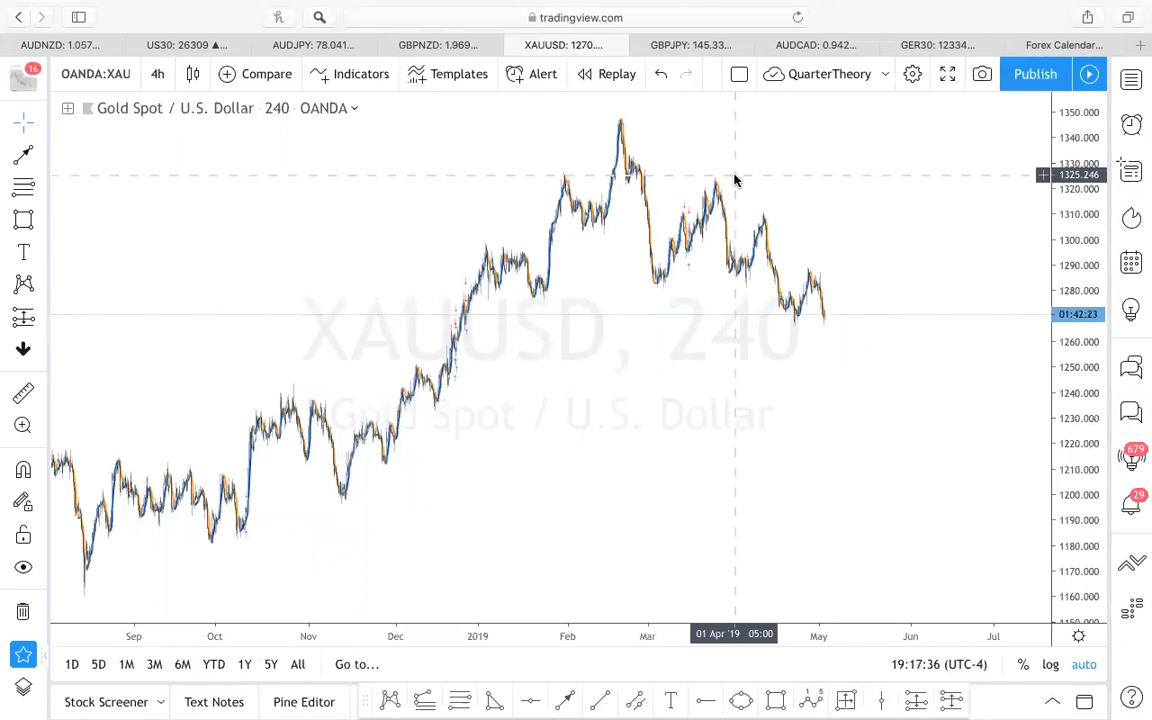 tradingview.com
AUDNZD: 1.057...
US30: 26309 ▲...
AUDJPY: 78.041...
GBPNZD: 1.969...
XAUUSD: 1270....
GBPJPY: 145.33...
AUDCAD: 0.942...
GER30: 12334...
Forex Calendar...
16
OANDA:XAU
4h
Compare
Indicators
Templates
Alert
Replay
QuarterTheory
Publish
Gold Spot / U.S. Dollar 240 OANDA
XAUUSD, 240
Gold Spot / U.S. Dollar
1350.000
1340.000
1330.000
1325.246
1320.000
1310.000
1300.000
1290.000
1280.000
01:42:23
1260.000
1250.000
1240.000
1230.000
1220.000
1210.000
1200.000
1190.000
1180.000
1170.000
1160.000
1150.000
679
29
Sep
Oct
Nov
Dec
2019
Feb
Mar
01 Apr '19 05:00
May
Jun
Jul
1D
5D
1M
3M
6M
YTD
1Y
5Y
All
Go to...
19:17:36 (UTC-4)
%
log
auto
Stock Screener
Text Notes
Pine Editor